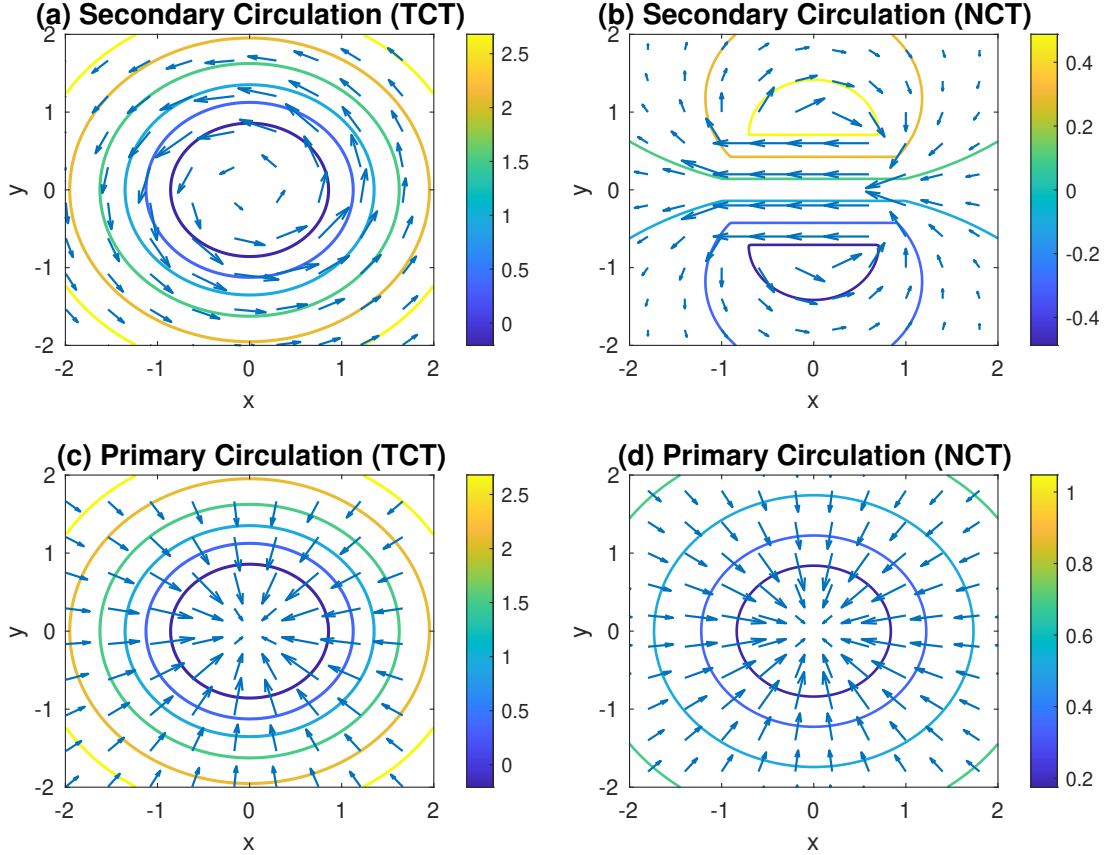 (a) Secondary Circulation (TCT)
2
1
0
-1
-2
y
-2 -1 0 1 2
x
2.5
2
1.5
1
0.5
0
(b) Secondary Circulation (NCT)
2
1
0
-1
-2
y
-2 -1 0 1 2
x
0.4
0.2
0
-0.2
-0.4
(c) Primary Circulation (TCT)
2
1
0
-1
-2
y
-2 -1 0 1 2
x
2.5
2
1.5
1
0.5
0
(d) Primary Circulation (NCT)
2
1
0
-1
-2
y
-2 -1 0 1 2
x
1
0.8
0.6
0.4
0.2